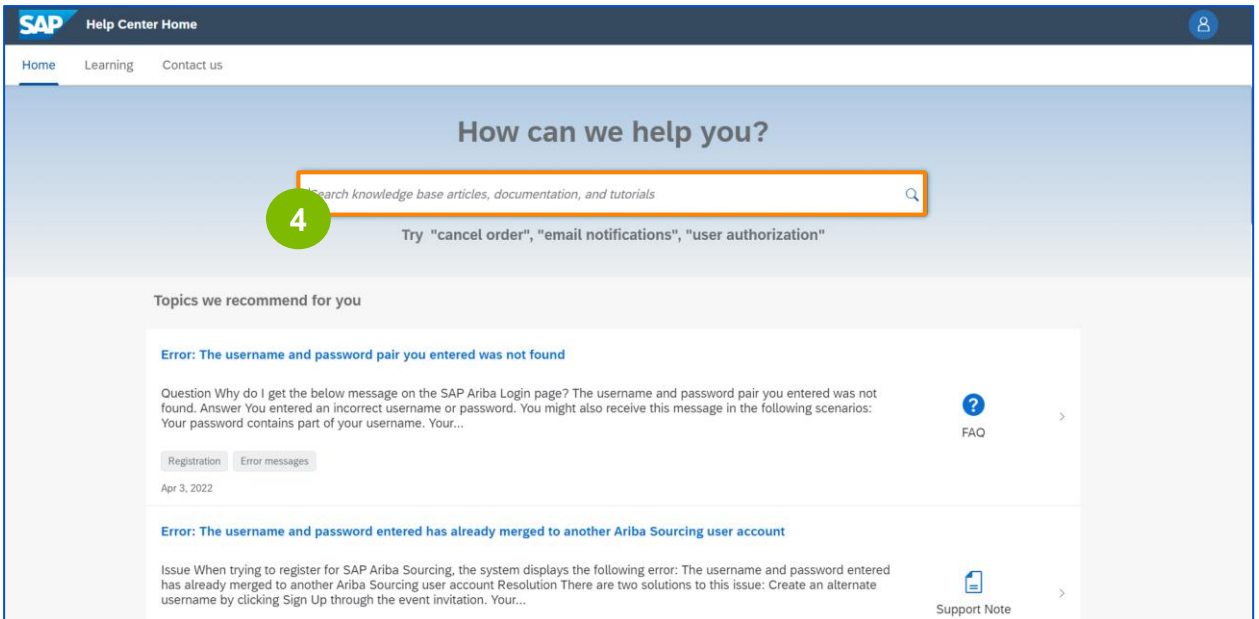 SAP Help Center Home
Home Learning Contact us
How can we help you?
Search knowledge base articles, documentation, and tutorials
4
Try "cancel order", "email notifications", "user authorization"
Topics we recommend for you
Error: The username and password pair you entered was not found
Question Why do I get the below message on the SAP Ariba Login page? The username and password pair you entered was not
found. Answer You entered an incorrect username or password. You might also receive this message in the following scenarios:
Your password contains part of your username. Your...
?
FAQ
Registration Error messages
Apr 3, 2022
Error: The username and password entered has already merged to another Ariba Sourcing user account
Issue When trying to register for SAP Ariba Sourcing, the system displays the following error: The username and password entered
has already merged to another Ariba Sourcing user account Resolution There are two solutions to this issue: Create an alternate
username by clicking Sign Up through the event invitation. Your...
Support Note